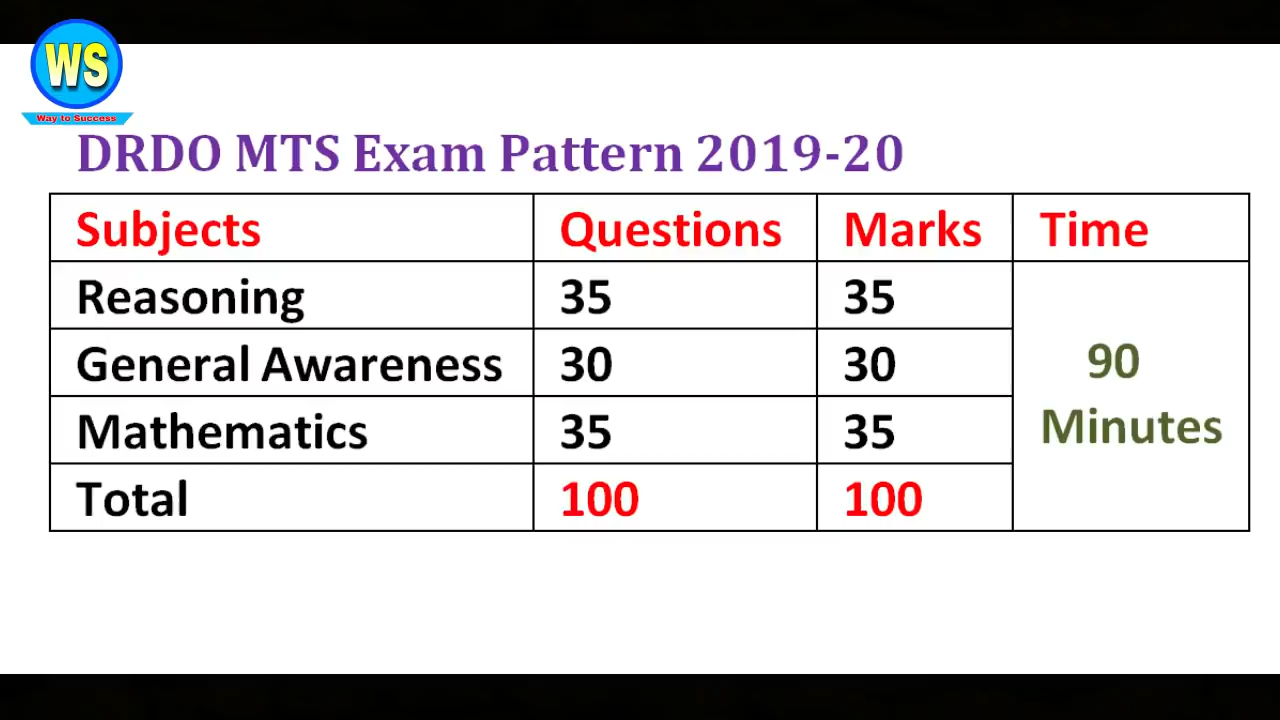 WS
Way to Success
DRDO MTS Exam Pattern 2019-20
Subjects Questions Marks Time
Reasoning 35 35
General Awareness 30 30
90
Minutes
Mathematics 35 35
Total 100 100